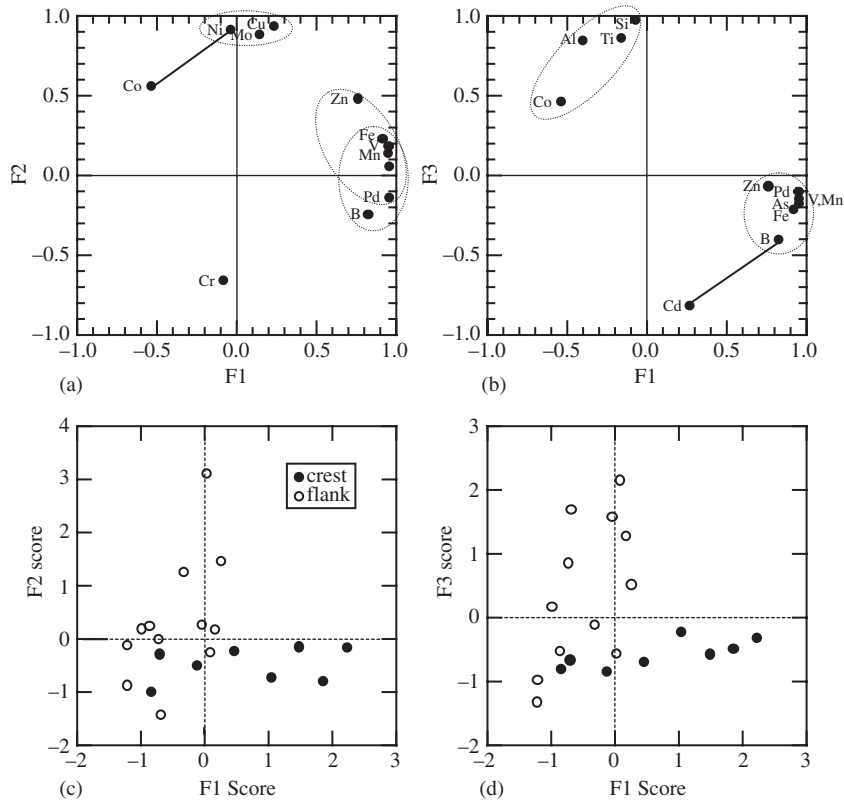 1.0
Ni
Cu
Mo
Co
0.5
Zn
Fe
V
Mn
0.0
Pd
B
−0.5
Cr
−1.0
−1.0
−0.5
0.0
0.5
1.0
F2
F1
(a)
1.0
Si
Al
Ti
Co
0.5
0.0
Zn
Pd
V,Mn
As
Fe
B
−0.5
Cd
−1.0
−1.0
−0.5
0.0
0.5
1.0
F3
F1
(b)
4
3
2
1
0
−1
−2
crest
flank
−2
−1
0
1
2
3
F2 score
F1 Score
(c)
3
2
1
0
−1
−2
−2
−1
0
1
2
3
F3 score
F1 Score
(d)